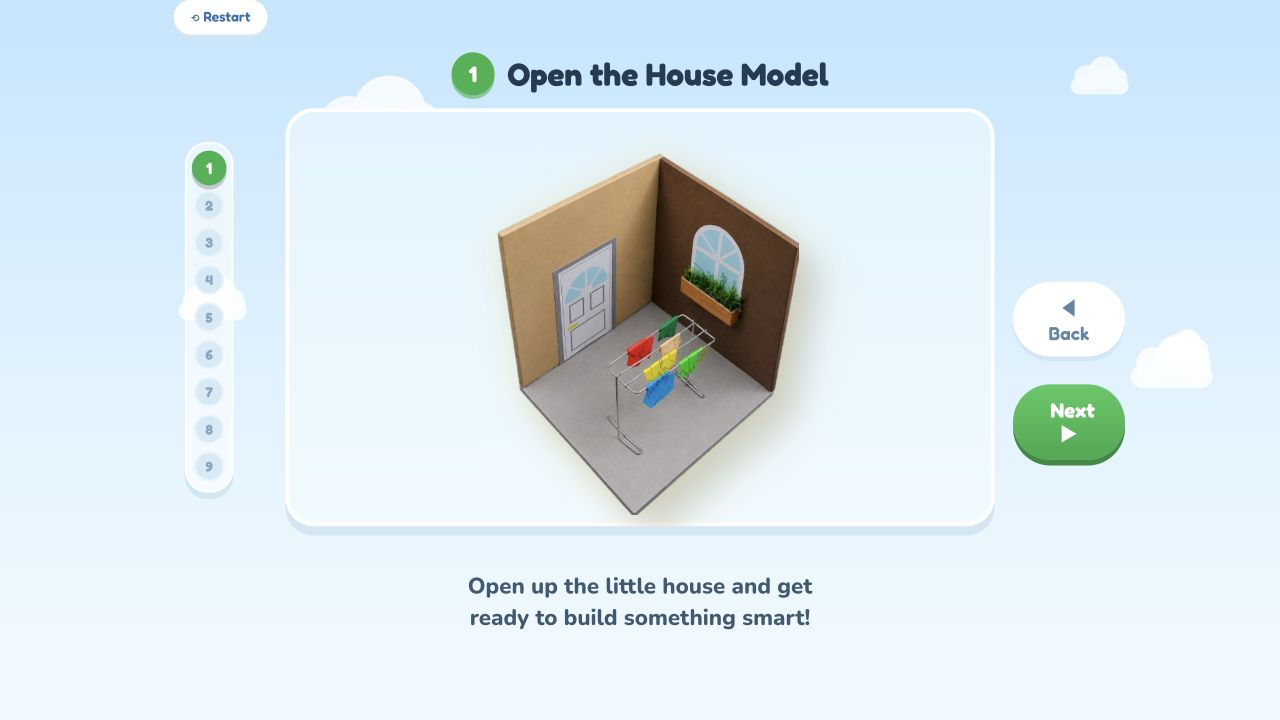 ⟲ Restart
1
Open the House Model
1
2
3
4
5
6
7
8
9
Back
Next
Open up the little house and get
ready to build something smart!